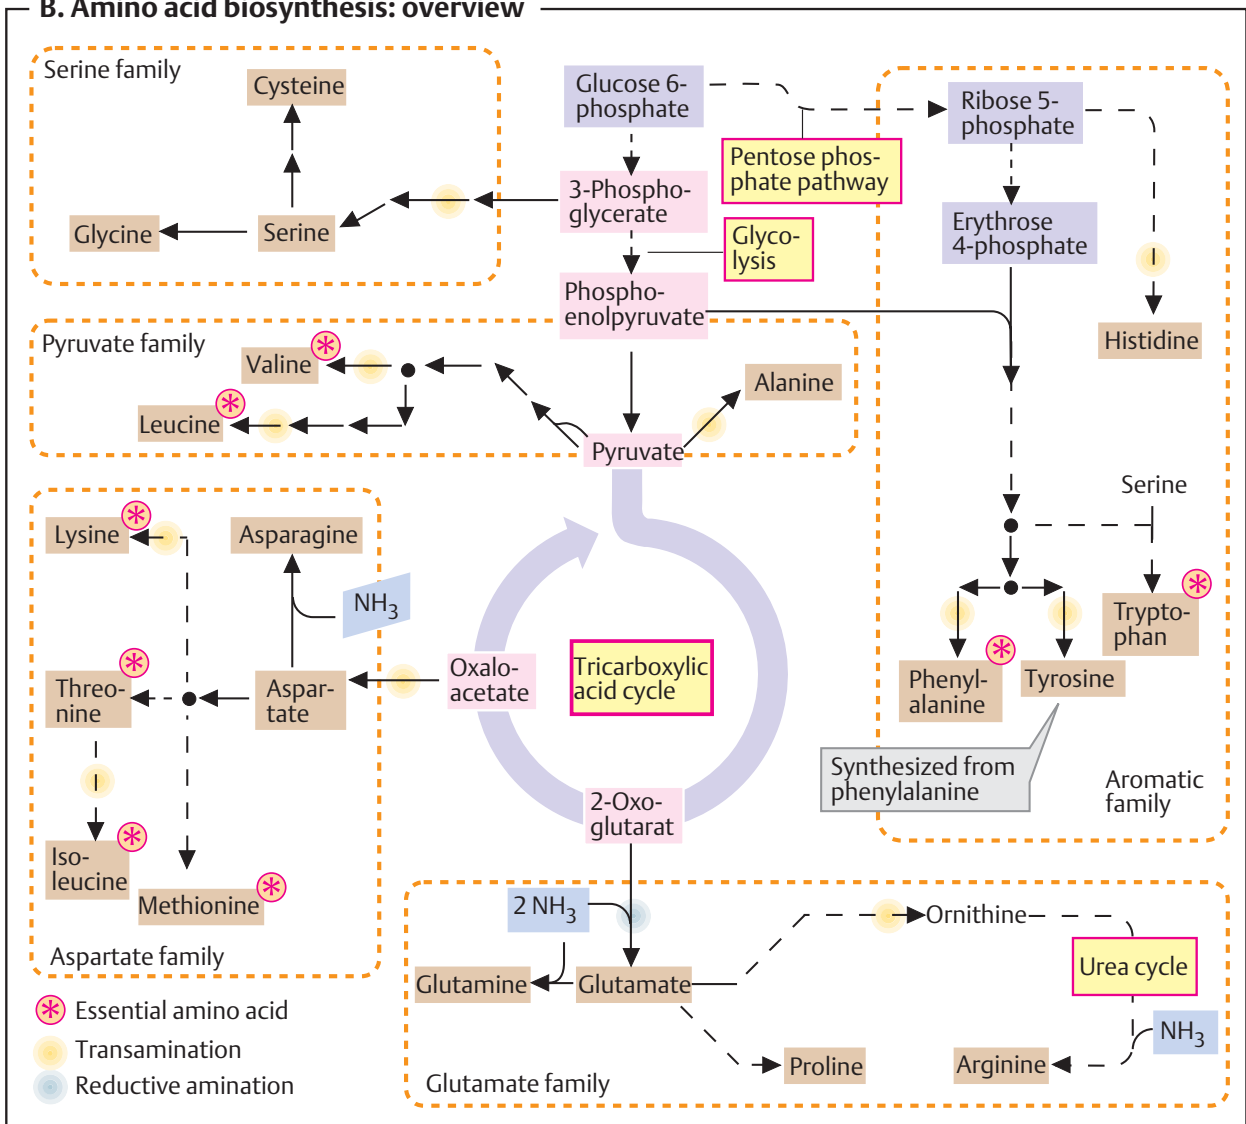 B. Amino acid biosynthesis: overview
Serine family
Cysteine
Glycine
Serine
Glucose 6-
phosphate
3-Phospho-
glycerate
Phospho-
enolpyruvate
Pentose phos-
phate pathway
Glyco-
lysis
Ribose 5-
phosphate
Erythrose
4-phosphate
Histidine
Pyruvate family
Valine
*
Leucine
*
Alanine
Pyruvate
Lysine
*
Asparagine
NH3
Threo-
nine
*
Aspar-
tate
Oxalo-
acetate
Tricarboxylic
acid cycle
Iso-
leucine
*
Methionine
*
Aspartate family
Serine
Trypto-
phan
*
Phenyl-
alanine
*
Tyrosine
Synthesized from
phenylalanine
Aromatic
family
2-Oxo-
glutarat
2 NH3
Glutamine
Glutamate
Ornithine
Urea cycle
NH3
Proline
Arginine
Glutamate family
* Essential amino acid
Transamination
Reductive amination